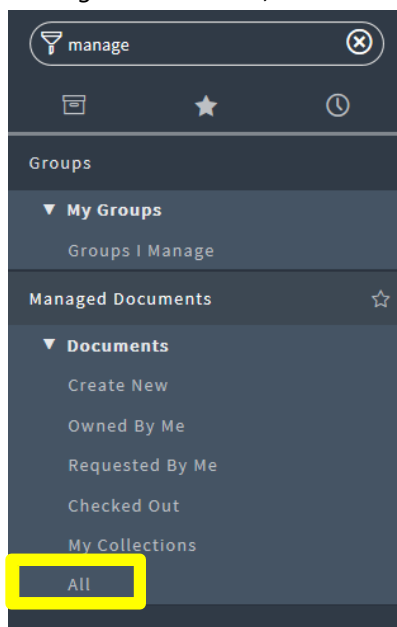 manage
Groups
My Groups
Groups I Manage
Managed Documents
Documents
Create New
Owned By Me
Requested By Me
Checked Out
My Collections
All